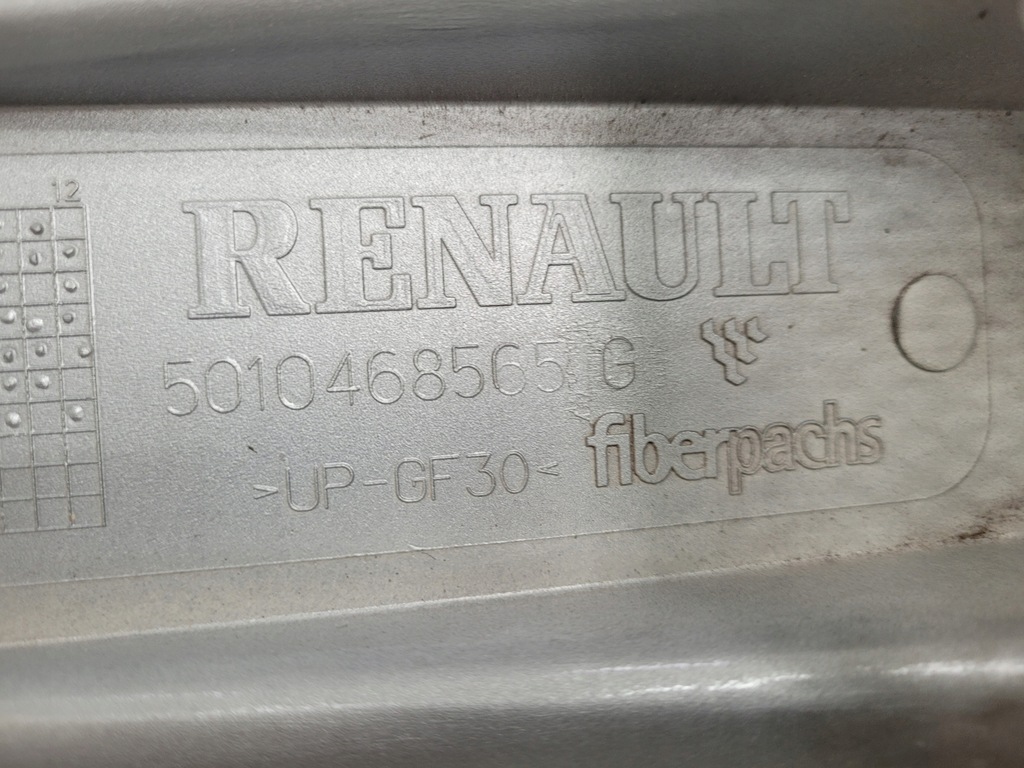 12
RENAULT
5010468565 G
fiberpachs
>UP-GF30<